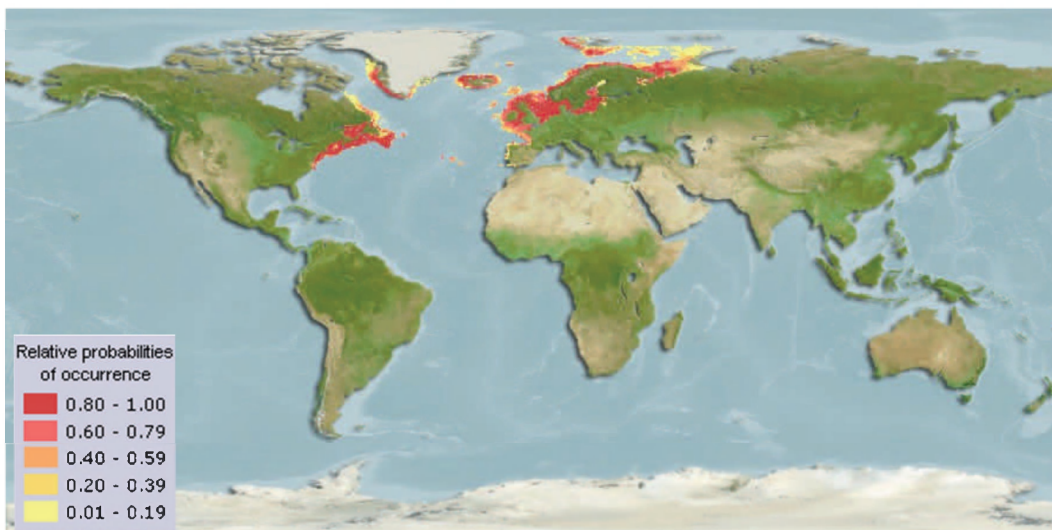 Relative probabilities
of occurrence
0.80 - 1.00
0.60 - 0.79
0.40 - 0.59
0.20 - 0.39
0.01 - 0.19